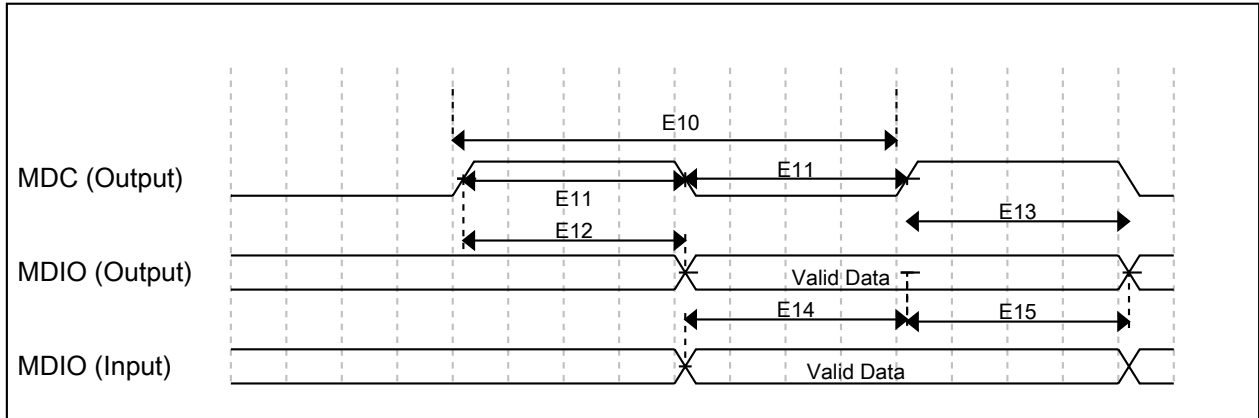 E10
MDC (Output)
E11
E11
E13
E12
MDIO (Output)
Valid Data
E14
E15
MDIO (Input)
Valid Data